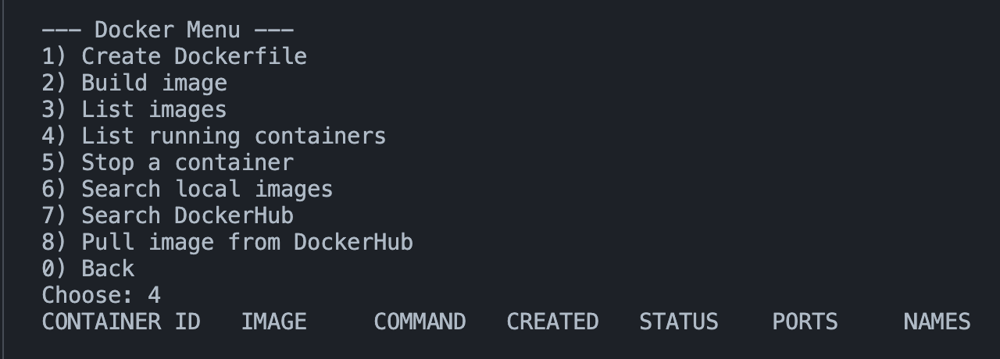 --- Docker Menu ---
1) Create Dockerfile
2) Build image
3) List images
4) List running containers
5) Stop a container
6) Search local images
7) Search DockerHub
8) Pull image from DockerHub
0) Back
Choose: 4
CONTAINER ID   IMAGE     COMMAND   CREATED   STATUS    PORTS     NAMES